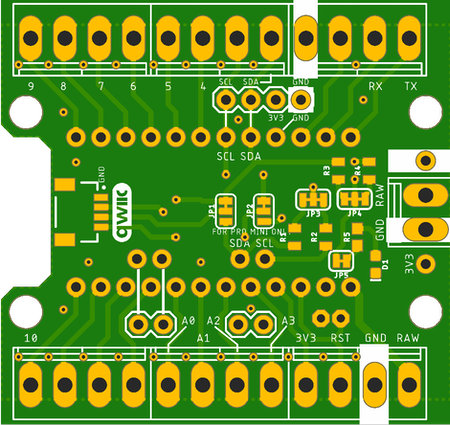 9 8 7 6 5 4 RX TX
SCL SDA GND
3V3 GND
SCL SDA
R3 R4
GND
qwiic
JP1 JP2 JP3 JP4 RAW
FOR PRO MINI ONL
SDA SCL
R1 R2 R5 GND
JP5 D1 3V3
10 A0 A1 A2 A3 3V3 RST GND RAW